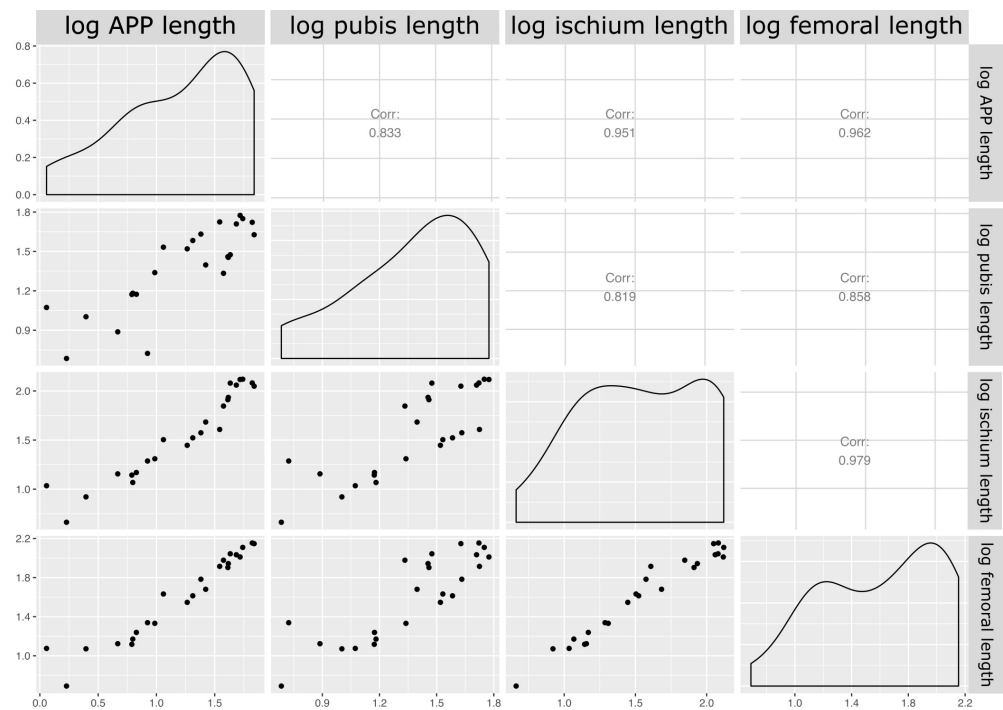 log APP length log pubis length log ischium length log femoral length
0.8
0.6
0.4
0.2
0.0
Corr:
0.833
Corr:
0.951
Corr:
0.962
log APP length
1.8
1.5
1.2
0.9
Corr:
0.819
Corr:
0.858
log pubis length
2.0
1.5
1.0
Corr:
0.979
log ischium length
2.2
1.8
1.4
1.0
log femoral length
0.0 0.5 1.0 1.5 0.9 1.2 1.5 1.8 1.0 1.5 2.0 1.0 1.4 1.8 2.2